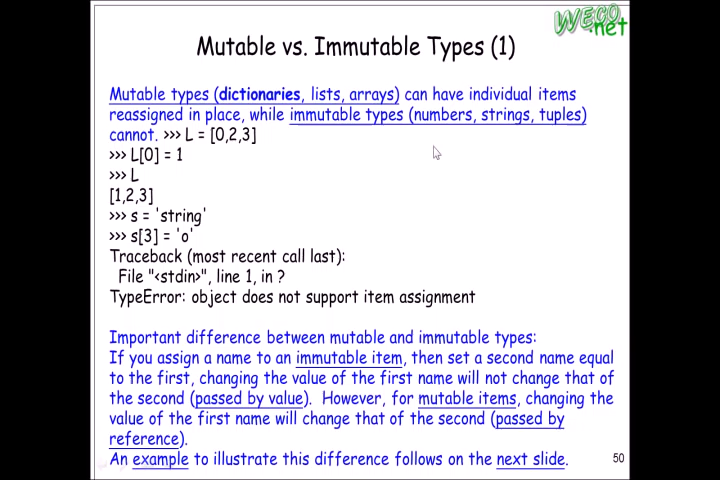 WECO
.net
Mutable vs. Immutable Types (1)
Mutable types (dictionaries, lists, arrays) can have individual items
reassigned in place, while immutable types (numbers, strings, tuples)
cannot. >>> L = [0,2,3]
>>> L[0] = 1
>>> L
[1,2,3]
>>> s = 'string'
>>> s[3] = 'o'
Traceback (most recent call last):
File "<stdin>", line 1, in ?
TypeError: object does not support item assignment
Important difference between mutable and immutable types:
If you assign a name to an immutable item, then set a second name equal
to the first, changing the value of the first name will not change that of
the second (passed by value). However, for mutable items, changing the
value of the first name will change that of the second (passed by
reference).
An example to illustrate this difference follows on the next slide.
50